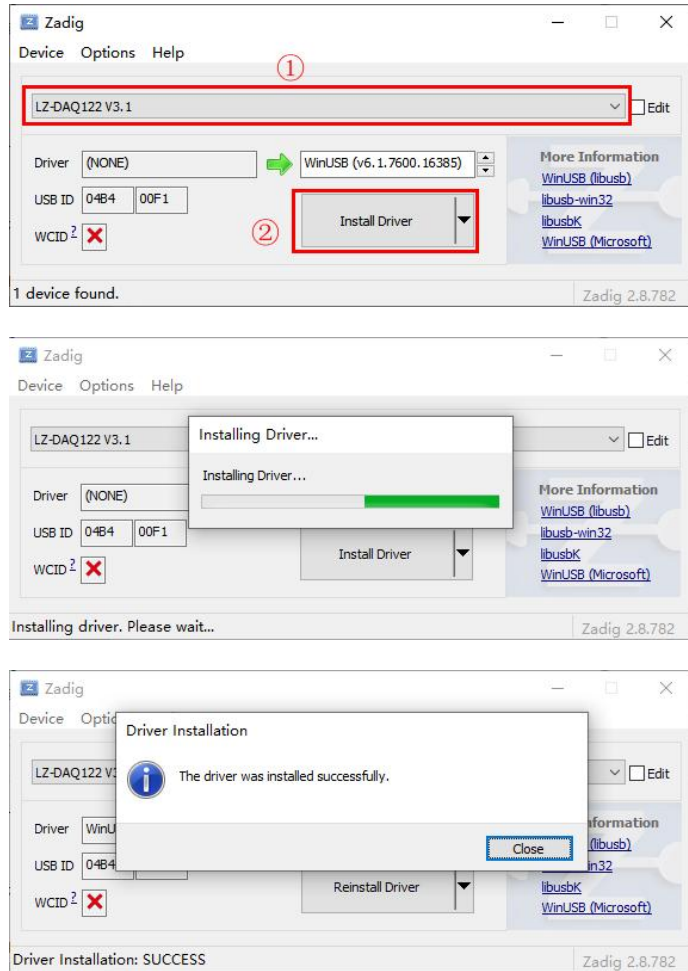 Zadig
Device Options Help
①
LZ-DAQ122 V3.1 Edit
Driver (NONE) WinUSB (v6.1.7600.16385) More Information
WinUSB (libusb)
USB ID 04B4 00F1 libusb-win32
② Install Driver libusbK
WCID ? WinUSB (Microsoft)
1 device found. Zadig 2.8.782
Zadig
Device Options Help
Installing Driver...
LZ-DAQ122 V3.1 Edit
Installing Driver...
Driver (NONE) More Information
WinUSB (libusb)
USB ID 04B4 00F1 libusb-win32
Install Driver libusbK
WCID ? WinUSB (Microsoft)
Installing driver. Please wait... Zadig 2.8.782
Zadig
Device
Driver Installation
LZ-DAQ122 The driver was installed successfully. Edit
Driver
Close (libusb)
USB ID 04B4
Reinstall Driver libusbK
WCID ? WinUSB (Microsoft)
Driver Installation: SUCCESS Zadig 2.8.782